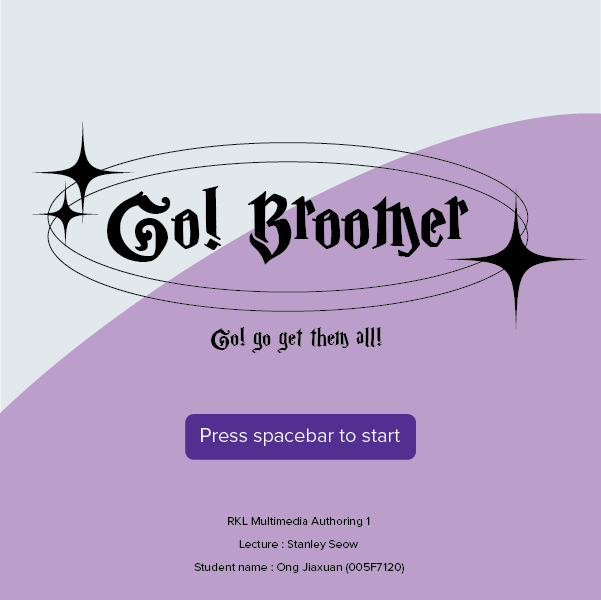 Go! Broomer
Go! go get them all!
Press spacebar to start
RKL Multimedia Authoring 1
Lecture : Stanley Seow
Student name : Ong Jiaxuan (005F7120)